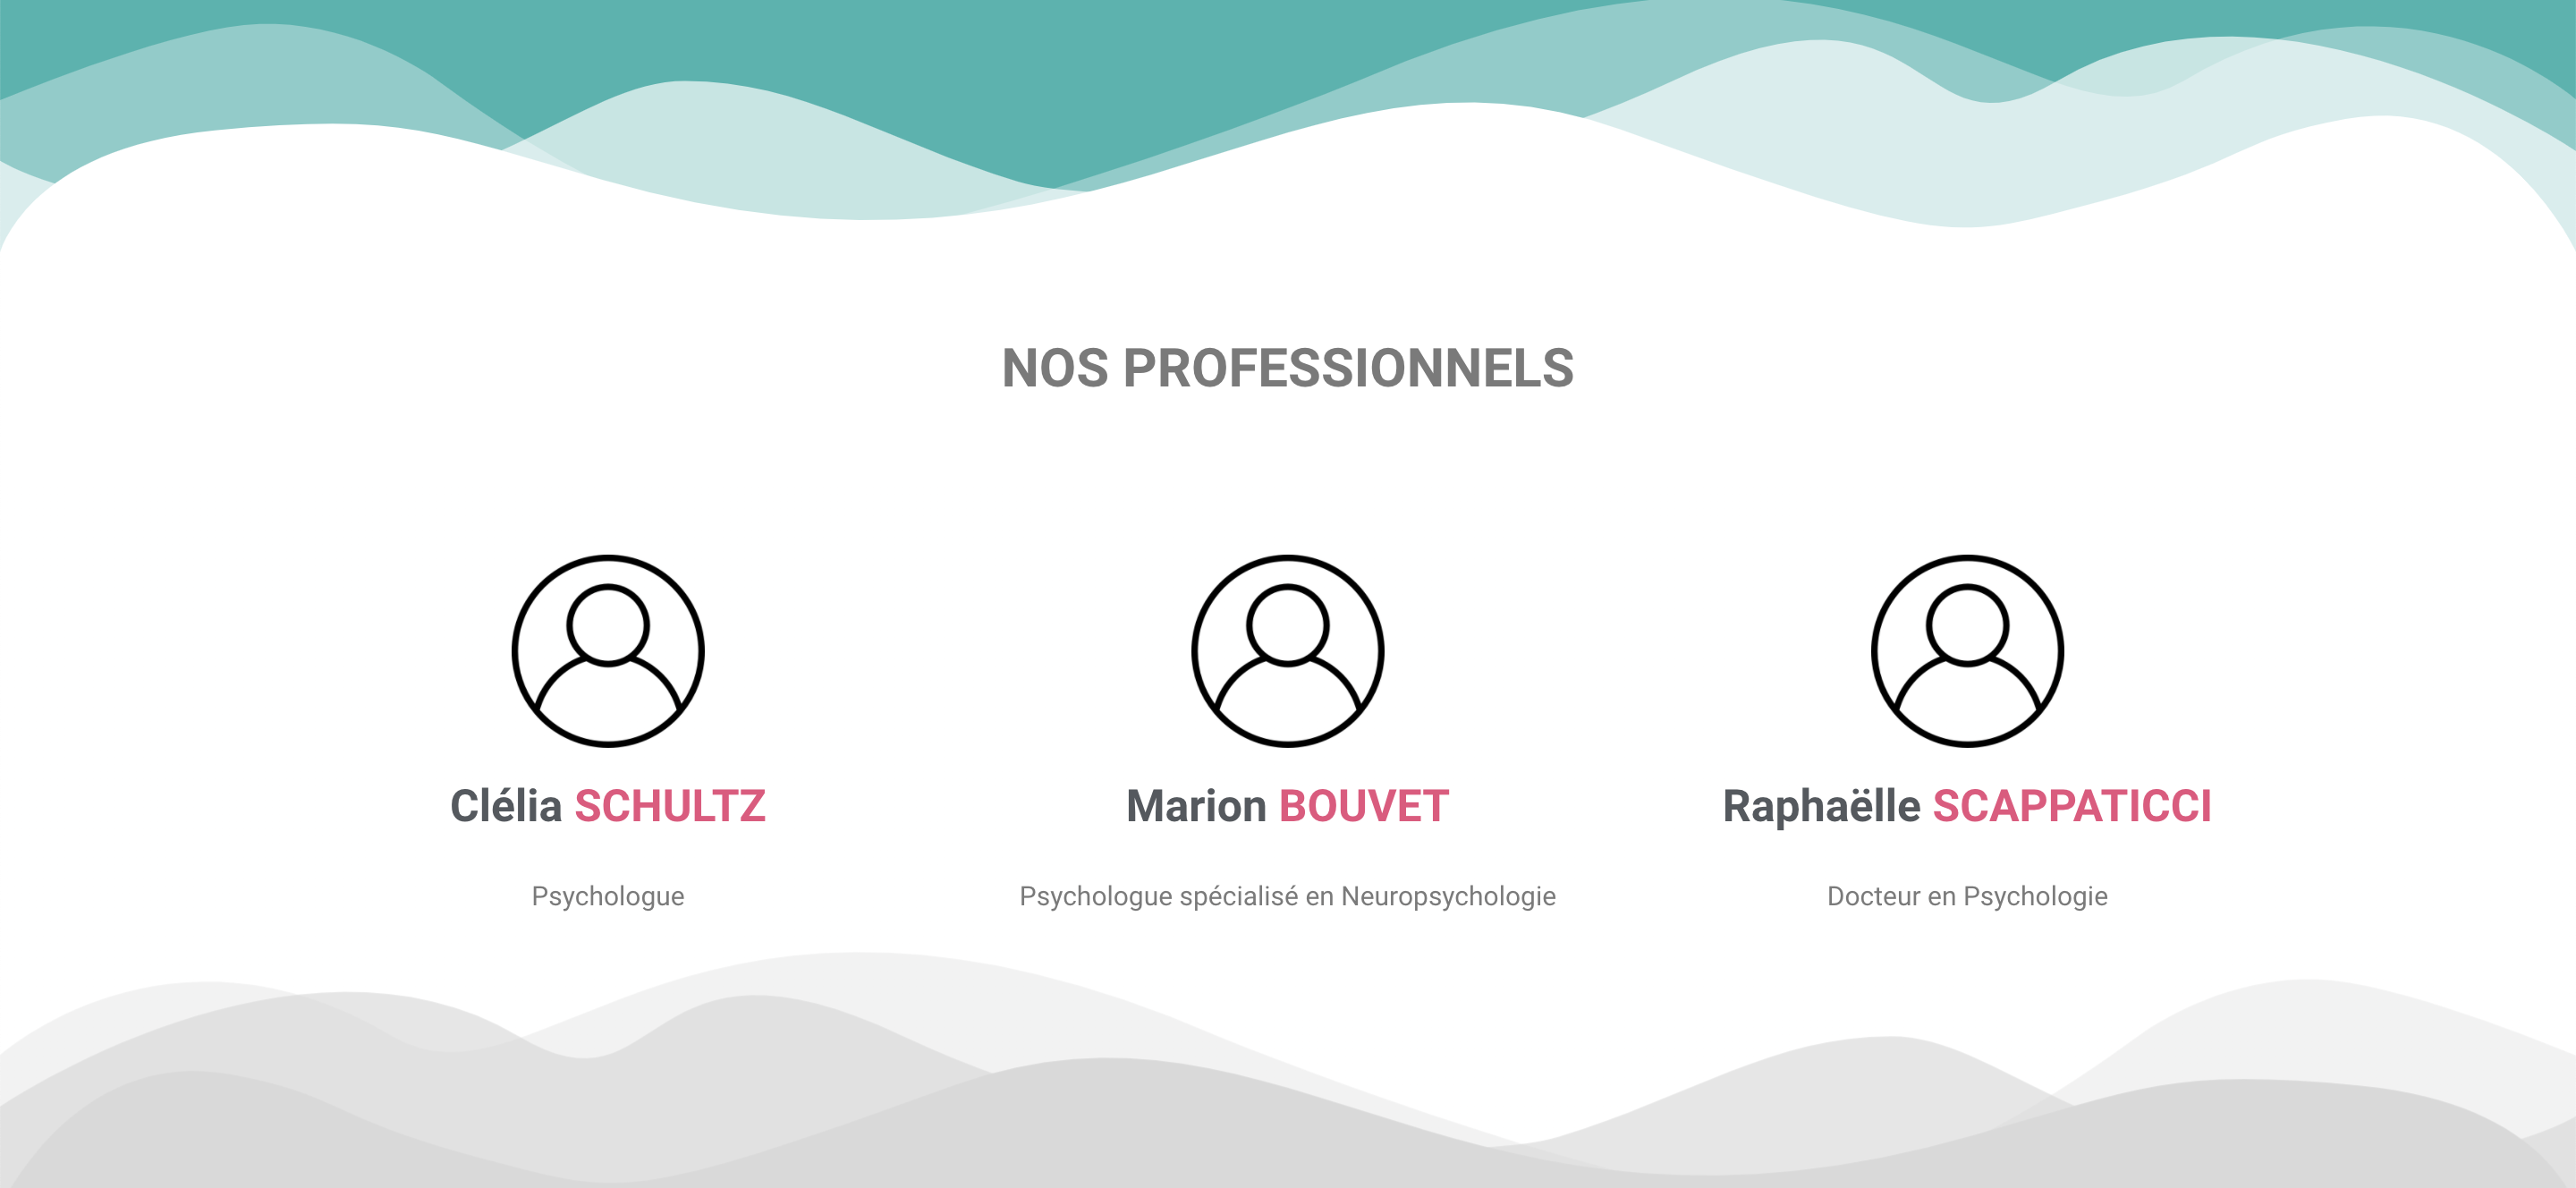 NOS PROFESSIONNELS
Clélia SCHULTZ
Psychologue
Marion BOUVET
Psychologue spécialisé en Neuropsychologie
Raphaëlle SCAPPATICCI
Docteur en Psychologie